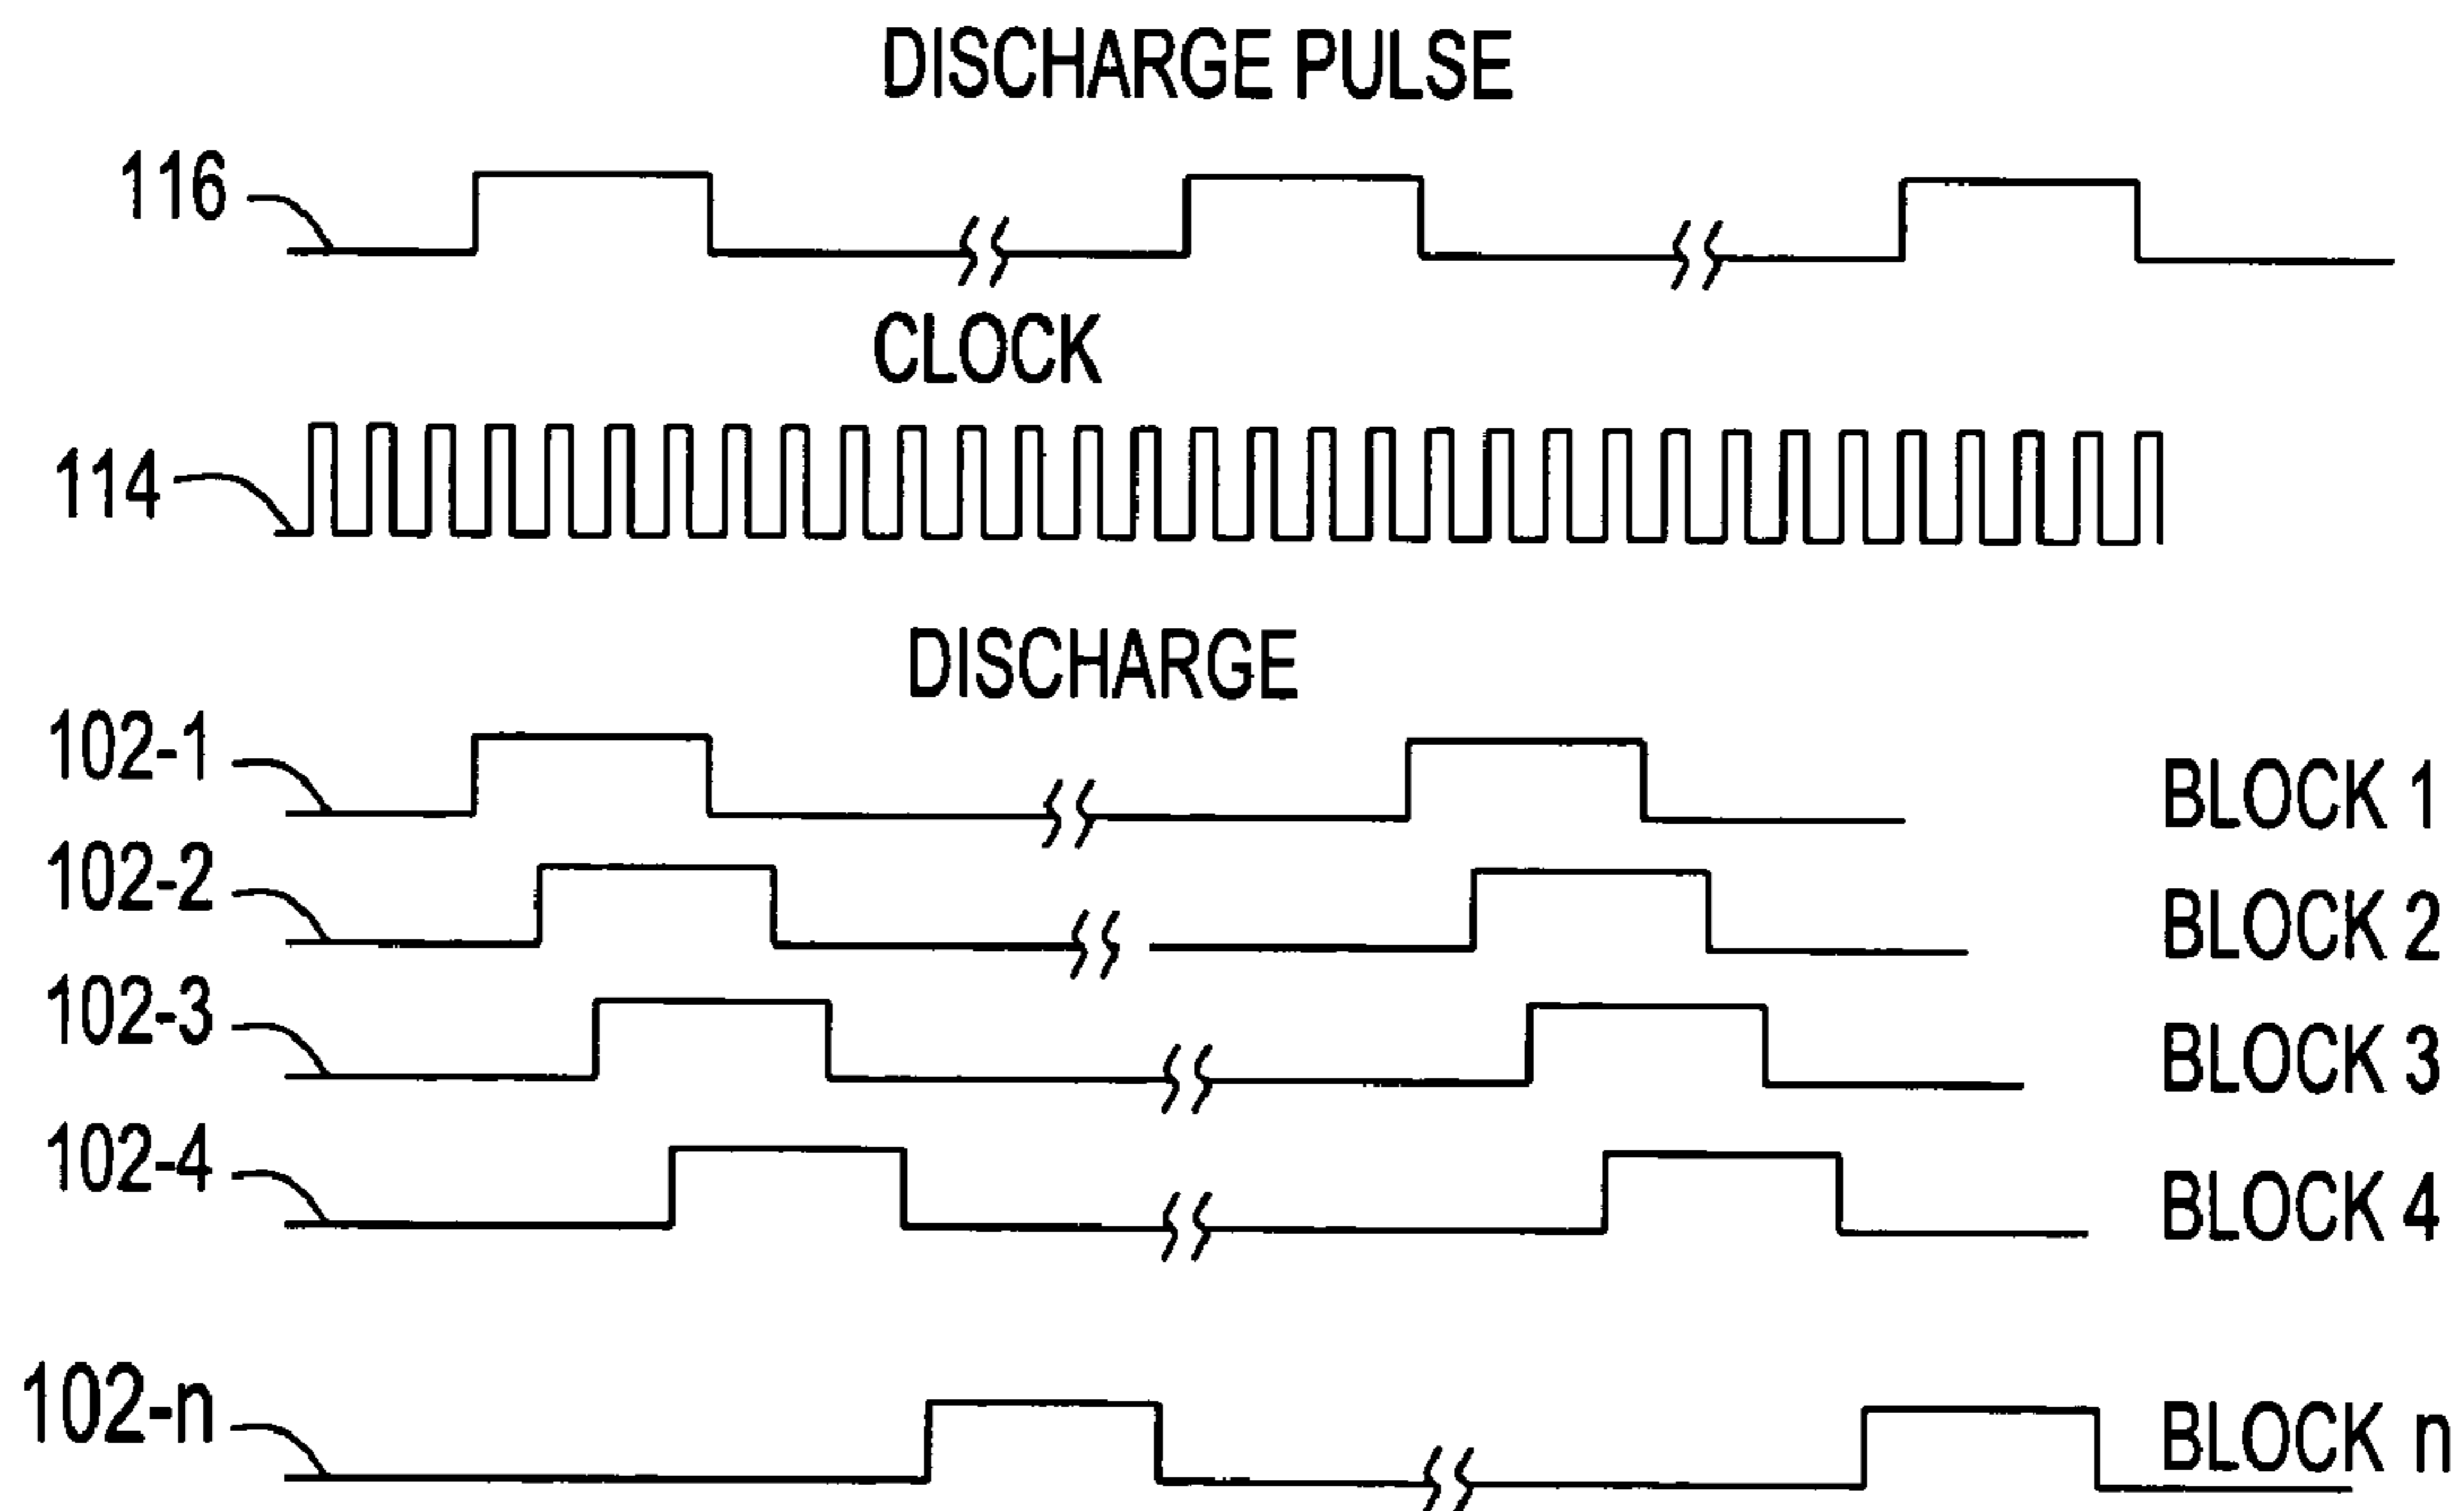 DISCHARGE PULSE
116
CLOCK
114
DISCHARGE
102-1
BLOCK 1
102-2
BLOCK 2
102-3
BLOCK 3
102-4
BLOCK 4
102-n
BLOCK n